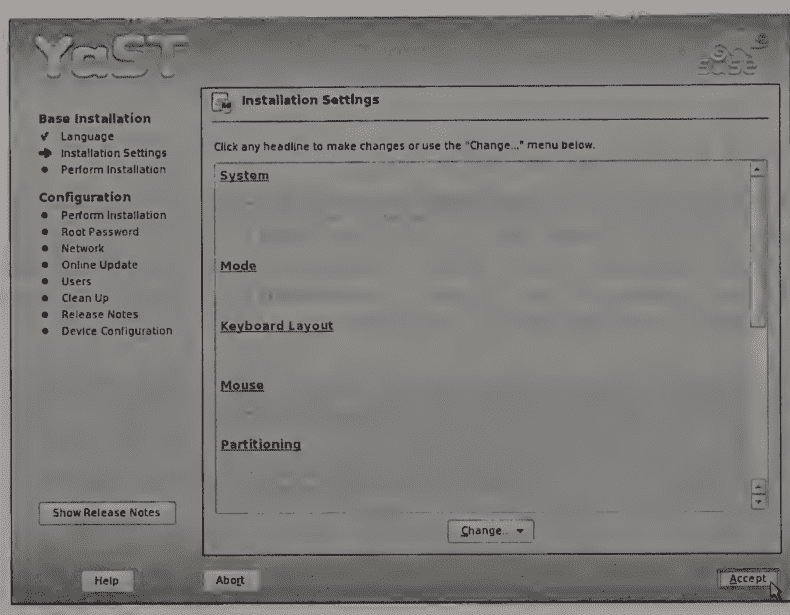 YaST
SUSE
Base Installation
Language
Installation Settings
Perform Installation
Configuration
Perform Installation
Root Password
Network
Online Update
Users
Clean Up
Release Notes
Device Configuration
Show Release Notes
Help
Installation Settings
Click any headline to make changes or use the "Change..." menu below.
System
Mode
Keyboard Layout
Mouse
Partitioning
Change...
Abort
Accept